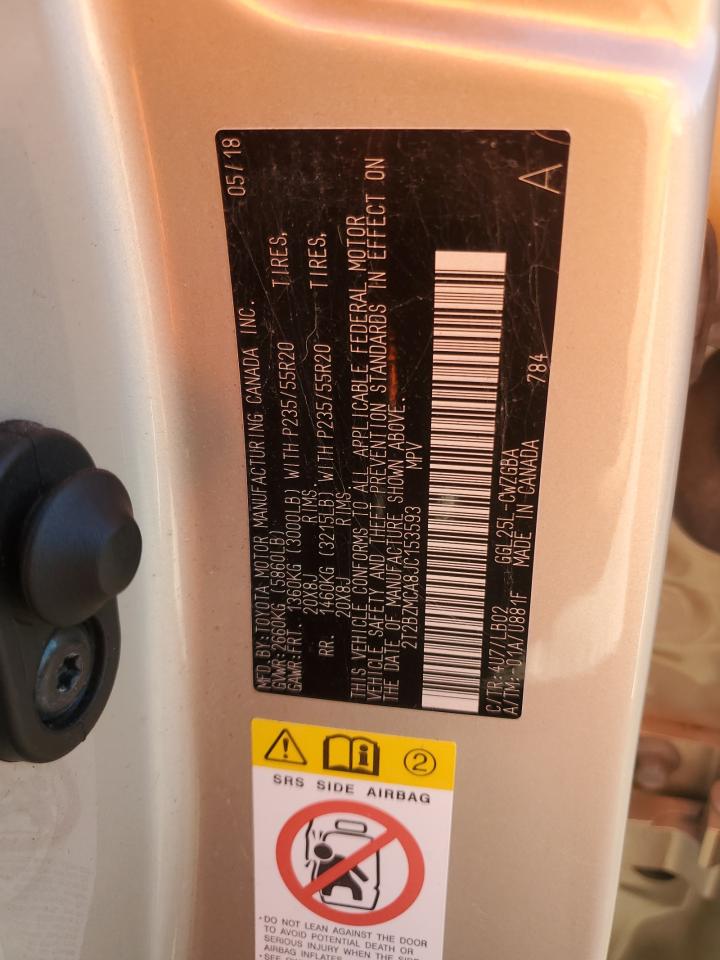 MFD.BY:TOYOTA MOTOR MANUFACTURING CANADA INC. 05/18
GVWR:2660KG (5860LB)
GAWR:FRT. 1360KG (3000LB) WITH P235/55R20 TIRES,
20X8J RIMS,
RR. 1460KG (3215LB) WITH P235/55R20 TIRES,
20X8J RIMS.
THIS VEHICLE CONFORMS TO ALL APPLICABLE FEDERAL MOTOR
VEHICLE SAFETY AND THEFT PREVENTION STANDARDS IN EFFECT ON
THE DATE OF MANUFACTURE SHOWN ABOVE.
2T2BZMCA8JC153593 MPV
C/TR:4U7/LB02 GGL25L-CWZGBA 784
A/TM:-01A/U881F MADE IN CANADA
A
2
SRS SIDE AIRBAG
•DO NOT LEAN AGAINST THE DOOR
TO AVOID POTENTIAL DEATH OR
SERIOUS INJURY WHEN THE SIDE
AIRBAG INFLATES.